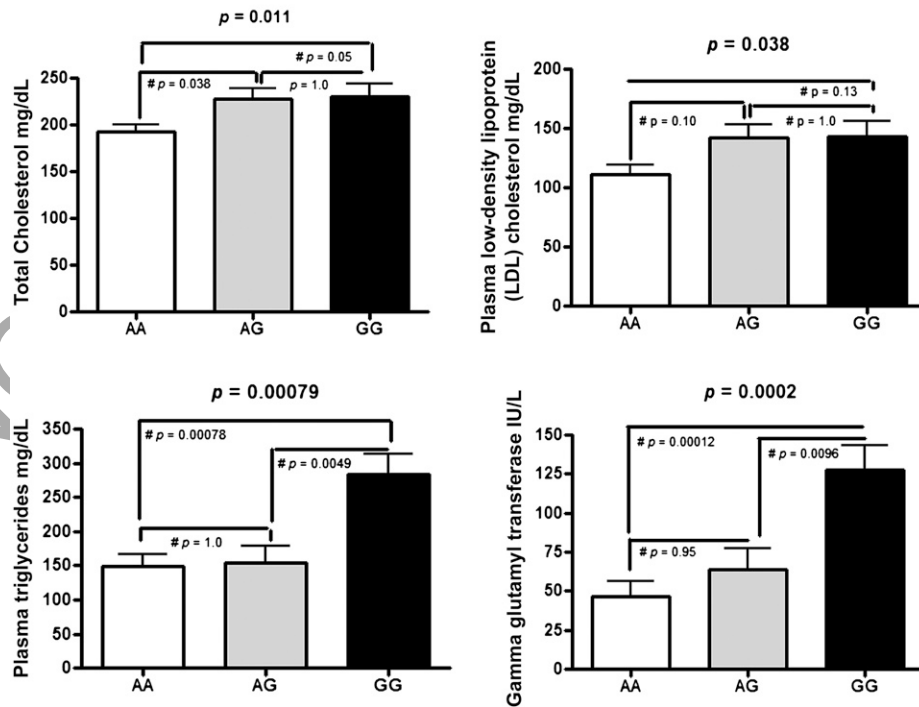 p = 0.011
# p = 0.05
# p = 0.038
p = 1.0
Total Cholesterol mg/dL
250
200
150
100
50
0
AA
AG
GG
p = 0.038
# p = 0.13
# p = 0.10
# p = 1.0
Plasma low-density lipoprotein
(LDL) cholesterol mg/dL
200
150
100
50
0
AA
AG
GG
p = 0.00079
# p = 0.00078
# p = 0.0049
# p = 1.0
Plasma triglycerides mg/dL
350
300
250
200
150
100
50
0
AA
AG
GG
p = 0.0002
# p = 0.00012
# p = 0.0096
# p = 0.95
Gamma glutamyl transferase IU/L
150
125
100
75
50
25
0
AA
AG
GG